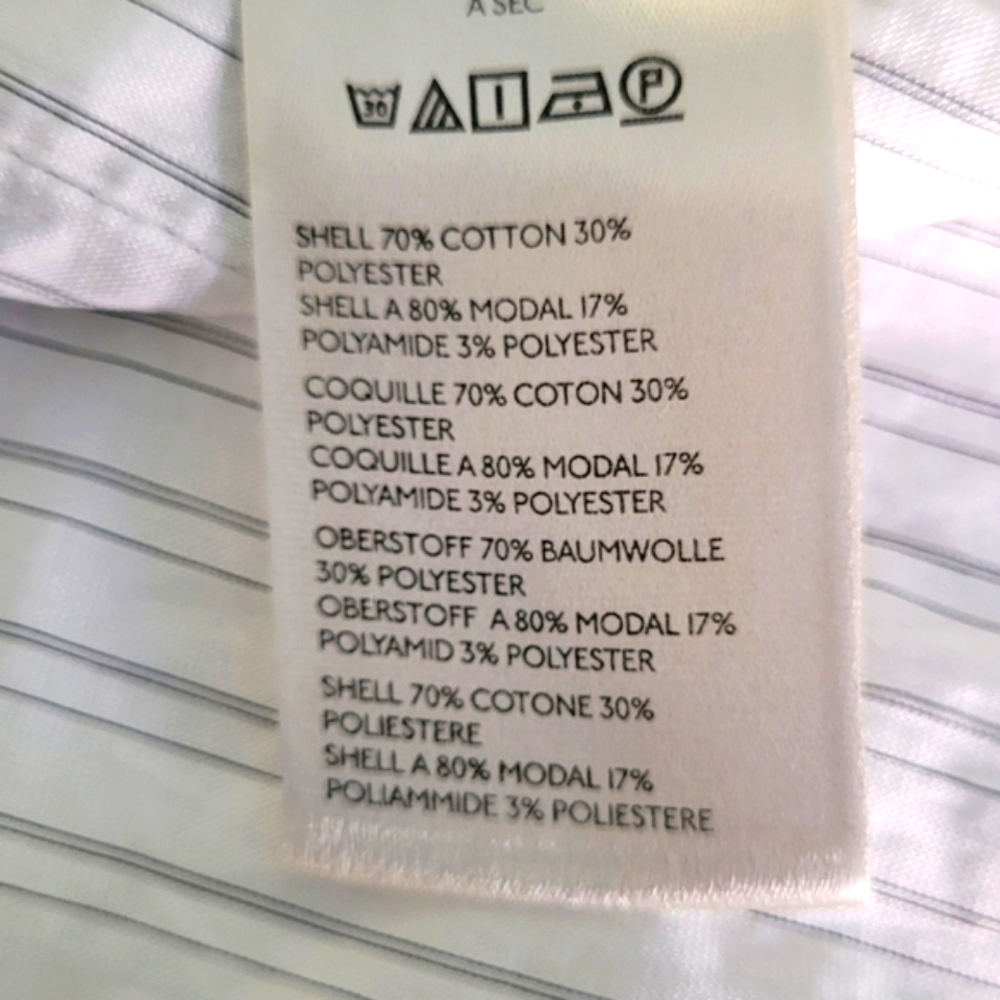 A SEC
30 P
SHELL 70% COTTON 30%
POLYESTER
SHELL A 80% MODAL 17%
POLYAMIDE 3% POLYESTER
COQUILLE 70% COTON 30%
POLYESTER
COQUILLE A 80% MODAL 17%
POLYAMIDE 3% POLYESTER
OBERSTOFF 70% BAUMWOLLE
30% POLYESTER
OBERSTOFF A 80% MODAL 17%
POLYAMID 3% POLYESTER
SHELL 70% COTONE 30%
POLIESTERE
SHELL A 80% MODAL 17%
POLIAMMIDE 3% POLIESTERE